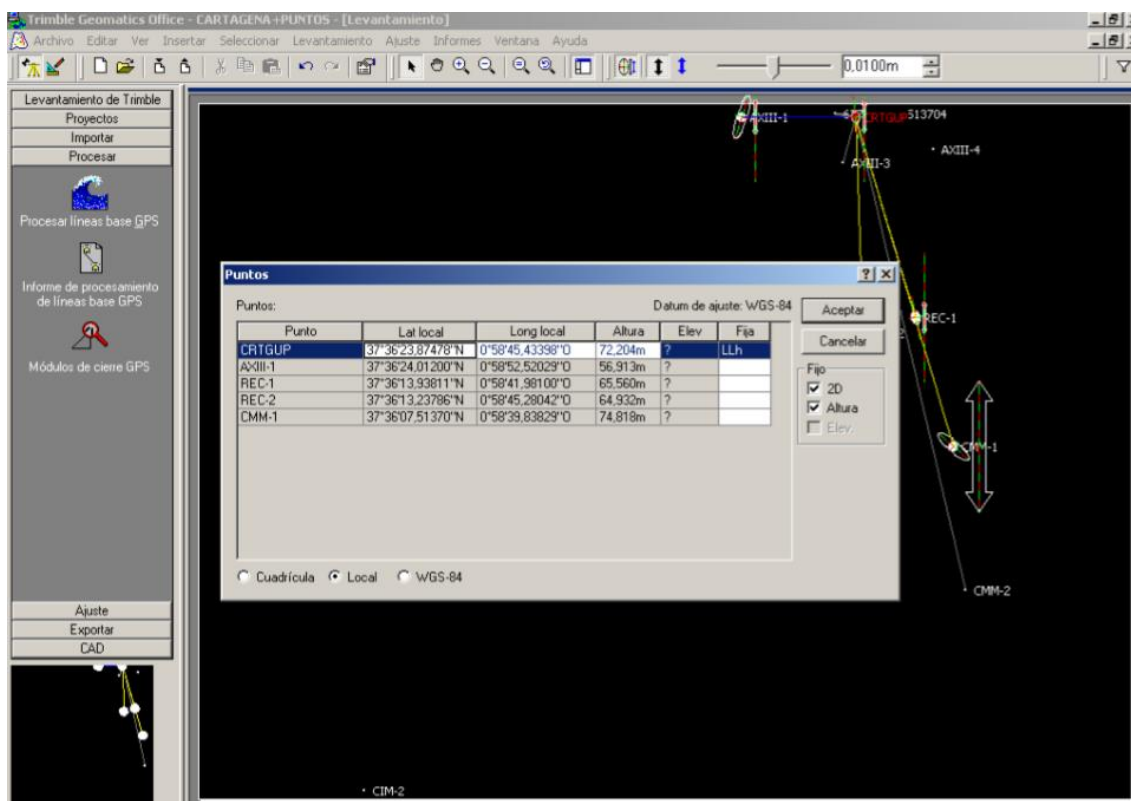 Trimble Geomatics Office - CARTAGENA+PUNTOS - [Levantamiento]
Archivo Editar Ver Insertar Seleccionar Levantamiento Ajuste Informes Ventana Ayuda
0,0100m
Levantamiento de Trimble
Proyectos
Importar
Procesar
Procesar líneas base GPS
Informe de procesamiento
de líneas base GPS
Módulos de cierre GPS
Ajuste
Exportar
CAD
AXIII-1
CRTGUP
513704
AXIII-3
AXIII-4
REC-1
CMM-1
CMM-2
CIM-2
Puntos
Puntos:
Datum de ajuste: WGS-84
Punto Lat local Long local Altura Elev Fija
CRTGUP 37°36'23,87478"N 0°58'45,43398"O 72,204m ? LLh
AXIII-1 37°36'24,01200"N 0°58'52,52029"O 56,913m ?
REC-1 37°36'13,93811"N 0°58'41,98100"O 65,560m ?
REC-2 37°36'13,23786"N 0°58'45,28042"O 64,932m ?
CMM-1 37°36'07,51370"N 0°58'39,83829"O 74,818m ?
Aceptar
Cancelar
Fijo
2D
Altura
Elev.
Cuadrícula Local WGS-84